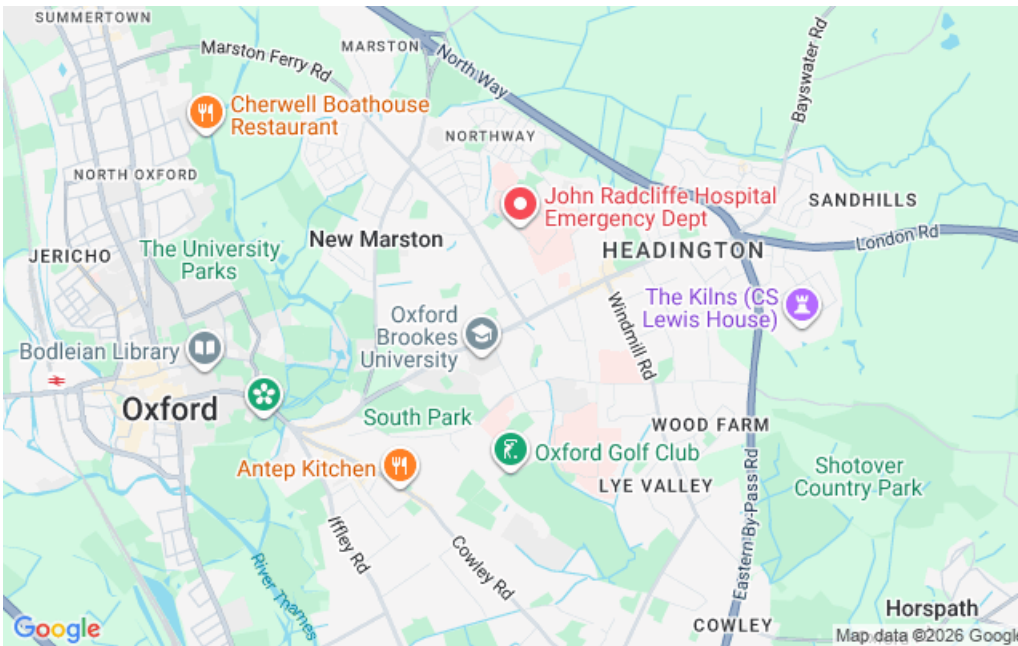 SUMMERTOWN
Marston Ferry Rd
MARSTON
North Way
Bayswater Rd
Cherwell Boathouse
Restaurant
NORTHWAY
NORTH OXFORD
John Radcliffe Hospital
Emergency Dept
SANDHILLS
JERICHO
The University
Parks
New Marston
HEADINGTON
London Rd
Oxford
Brookes
University
Windmill Rd
The Kilns (CS
Lewis House)
Bodleian Library
Oxford
South Park
WOOD FARM
Antep Kitchen
Oxford Golf Club
LYE VALLEY
Shotover
Country Park
Eastern By-Pass Rd
Iffley Rd
Cowley Rd
River Thames
Horspath
COWLEY
Google
Map data ©2026 Google